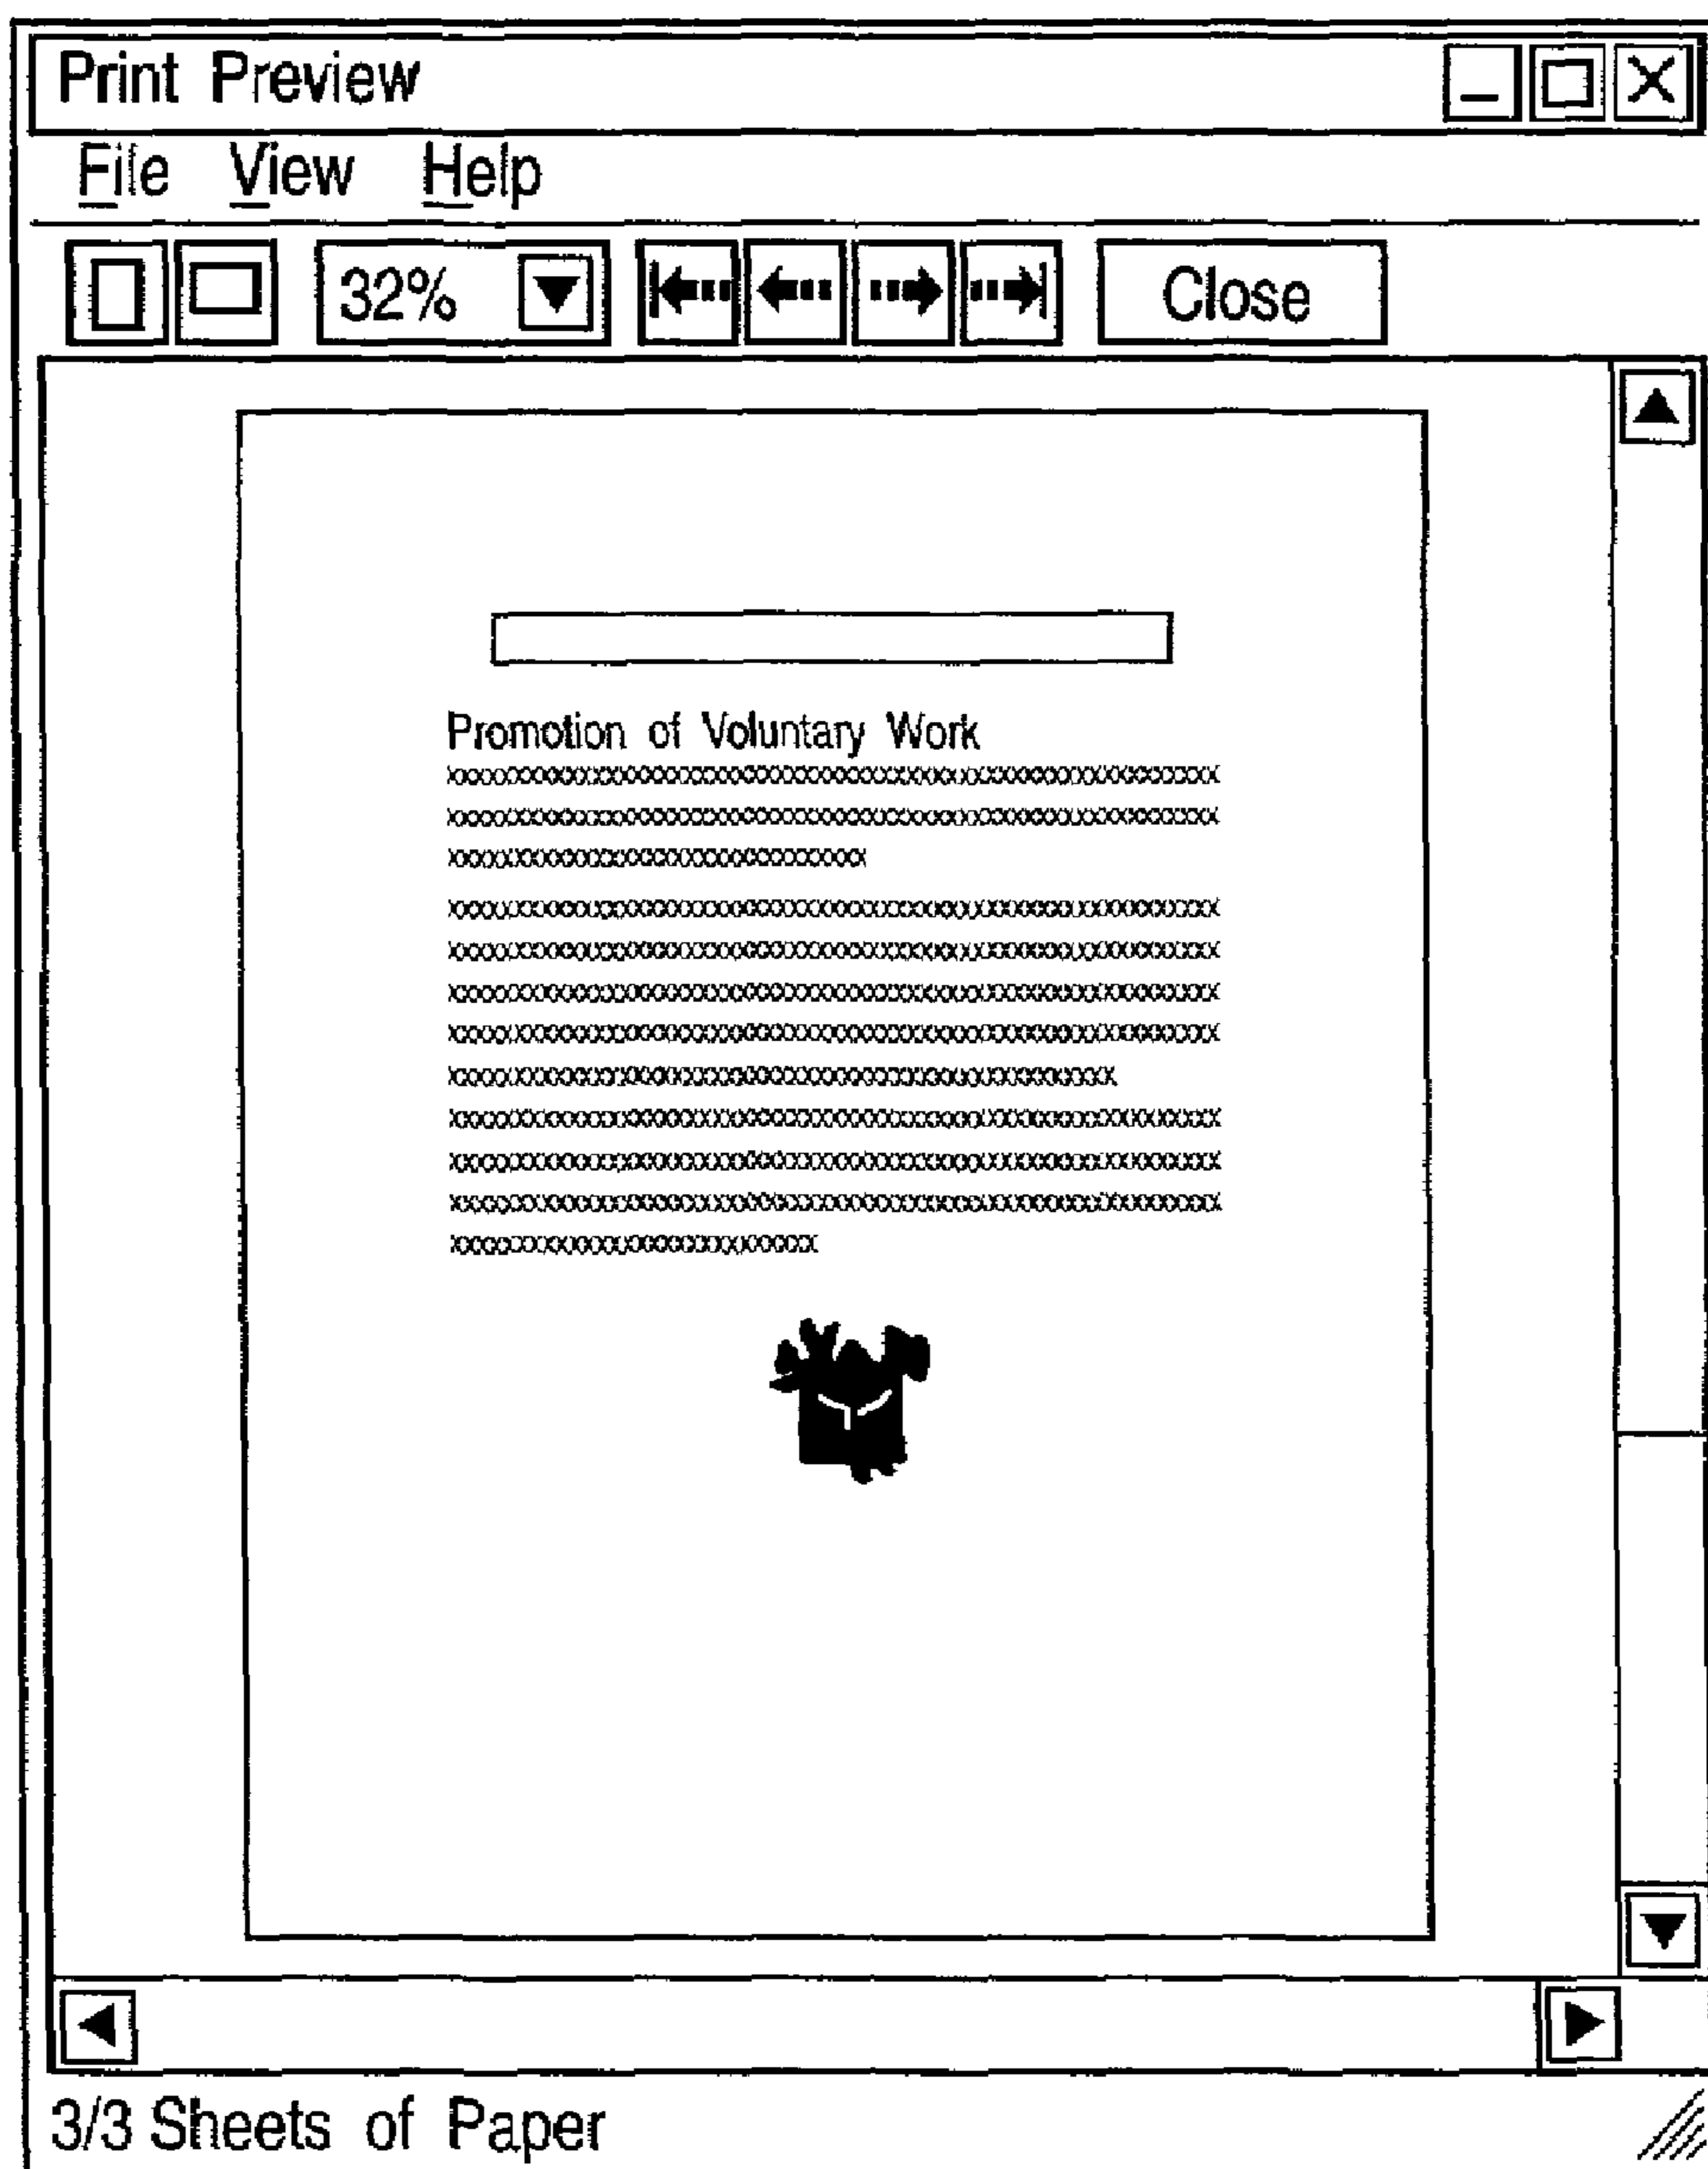 Print Preview
File View Help
32% Close
Promotion of Voluntary Work
3/3 Sheets of Paper